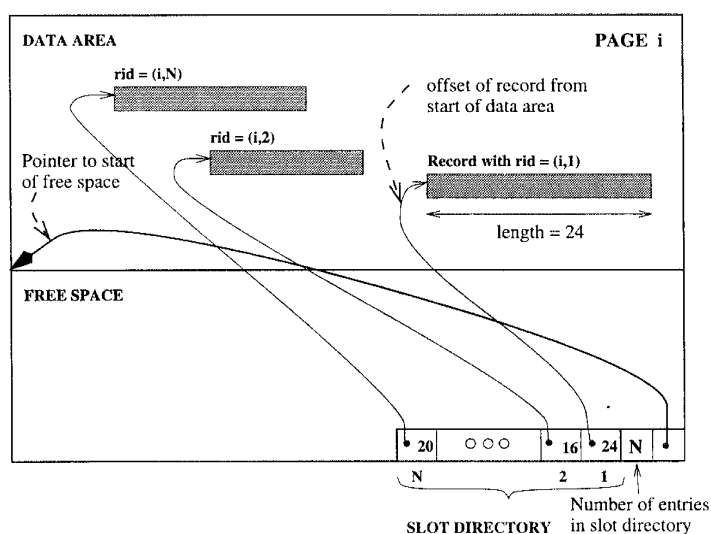 DATA AREA
PAGE i
rid = (i,N)
offset of record from
start of data area
rid = (i,2)
Pointer to start
of free space
Record with rid = (i,1)
length = 24
FREE SPACE
20
16
24
N
N
2
1
SLOT DIRECTORY
Number of entries
in slot directory